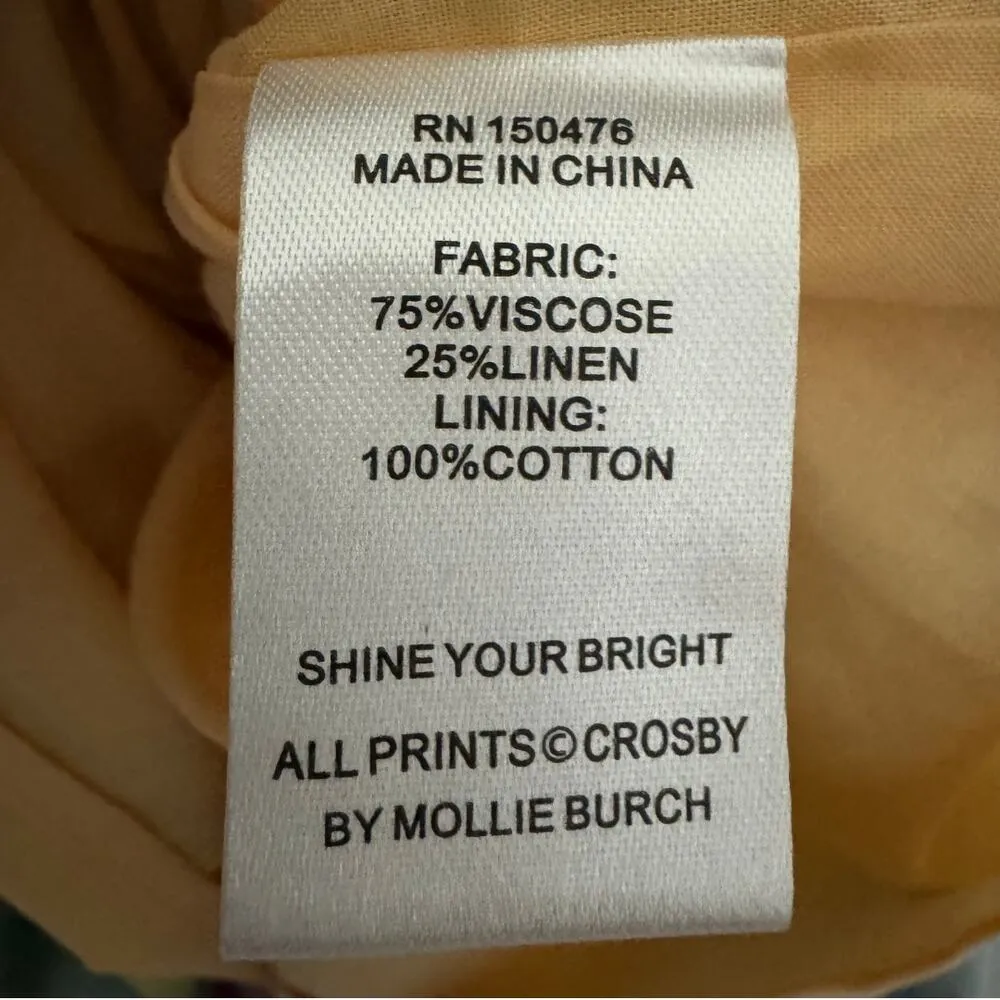 RN 150476
MADE IN CHINA
FABRIC:
75%VISCOSE
25%LINEN
LINING:
100%COTTON
SHINE YOUR BRIGHT
ALL PRINTS©CROSBY
BY MOLLIE BURCH